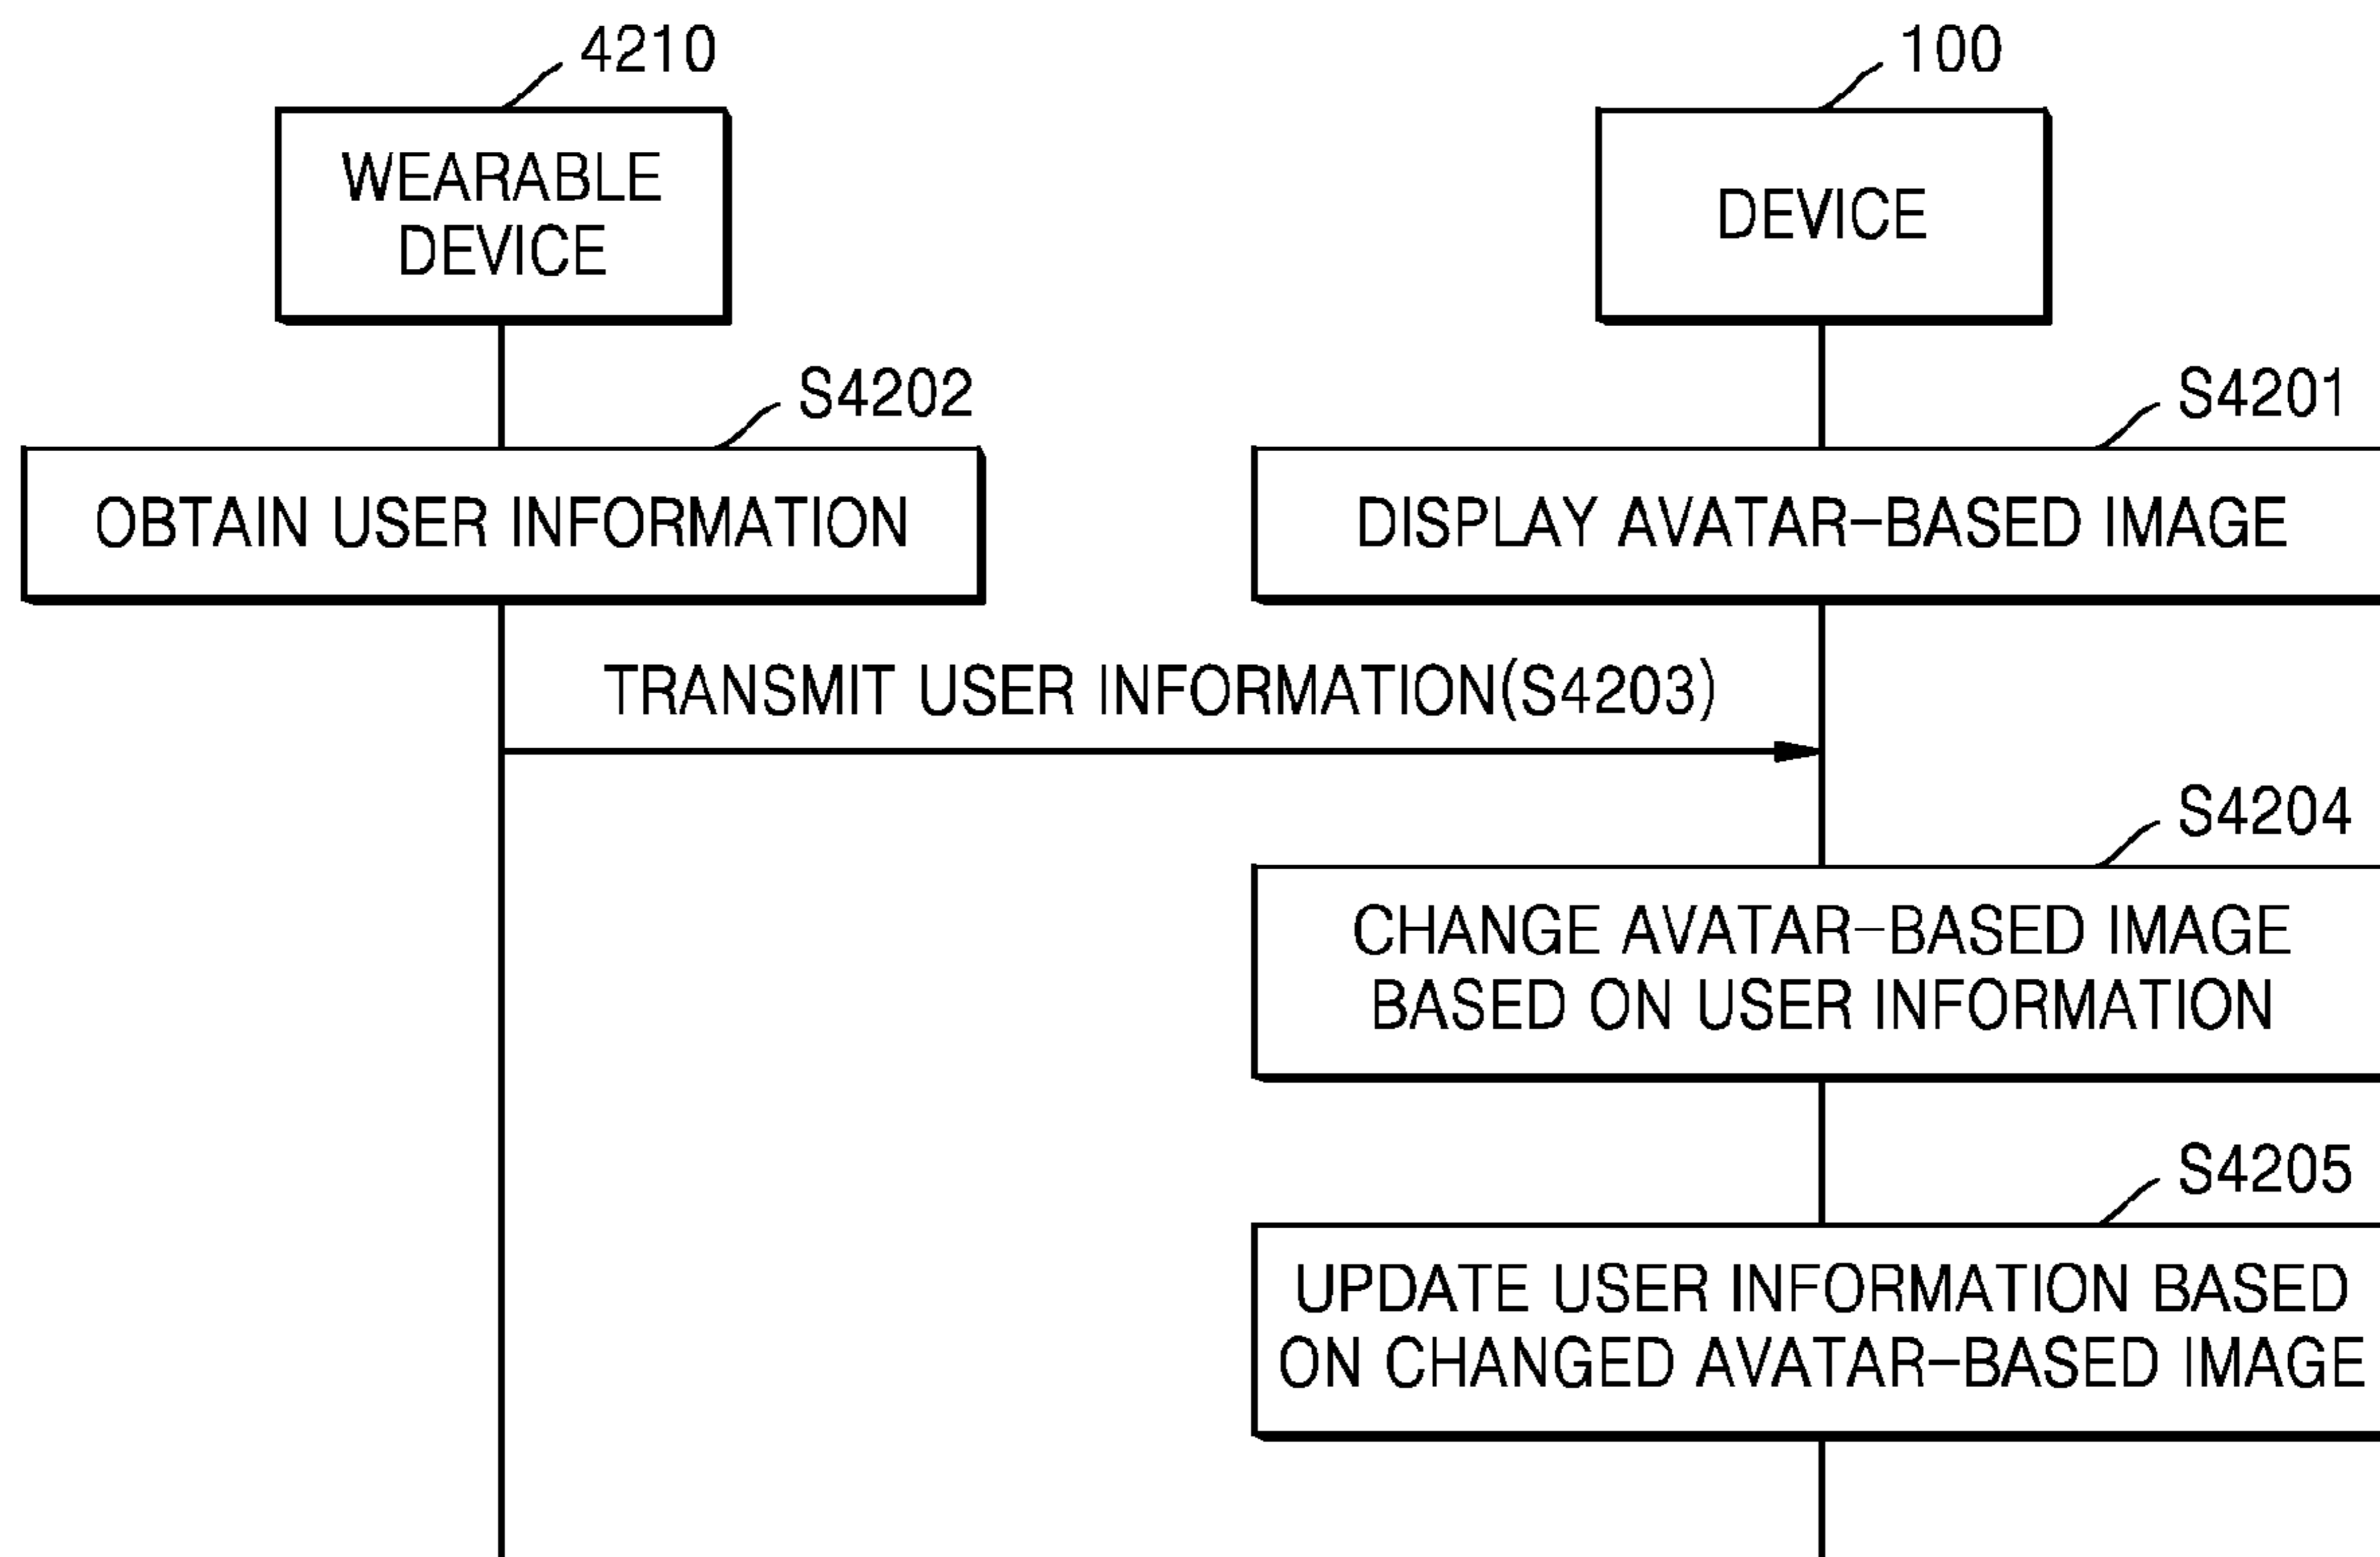 4210
100
WEARABLE
DEVICE
DEVICE
S4202
S4201
OBTAIN USER INFORMATION
DISPLAY AVATAR-BASED IMAGE
TRANSMIT USER INFORMATION(S4203)
S4204
CHANGE AVATAR-BASED IMAGE
BASED ON USER INFORMATION
S4205
UPDATE USER INFORMATION BASED
ON CHANGED AVATAR-BASED IMAGE